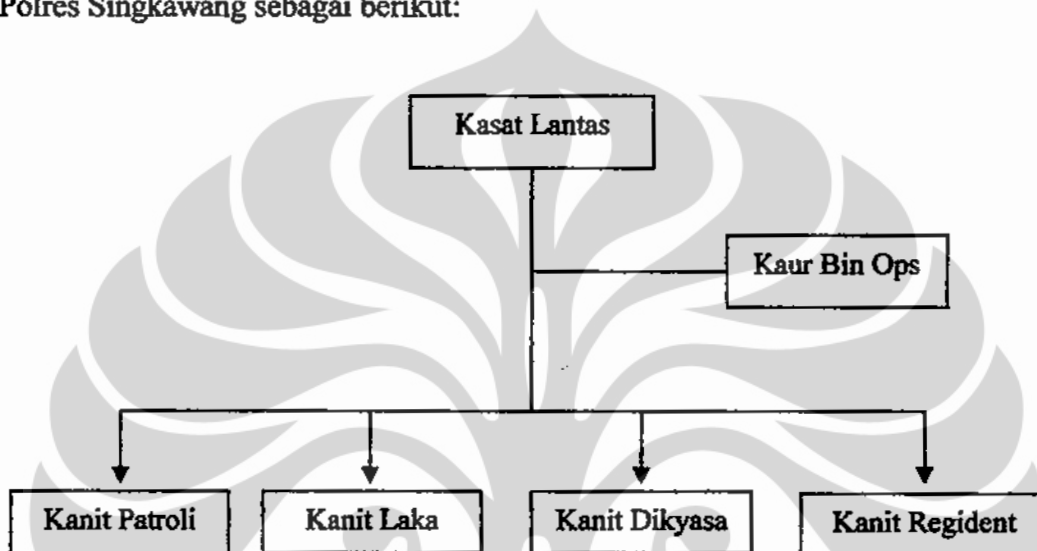 Polres Singkawang sebagai berikut:
Kasat Lantas
Kaur Bin Ops
Kanit Patroli
Kanit Laka
Kanit Dikyasa
Kanit Regident